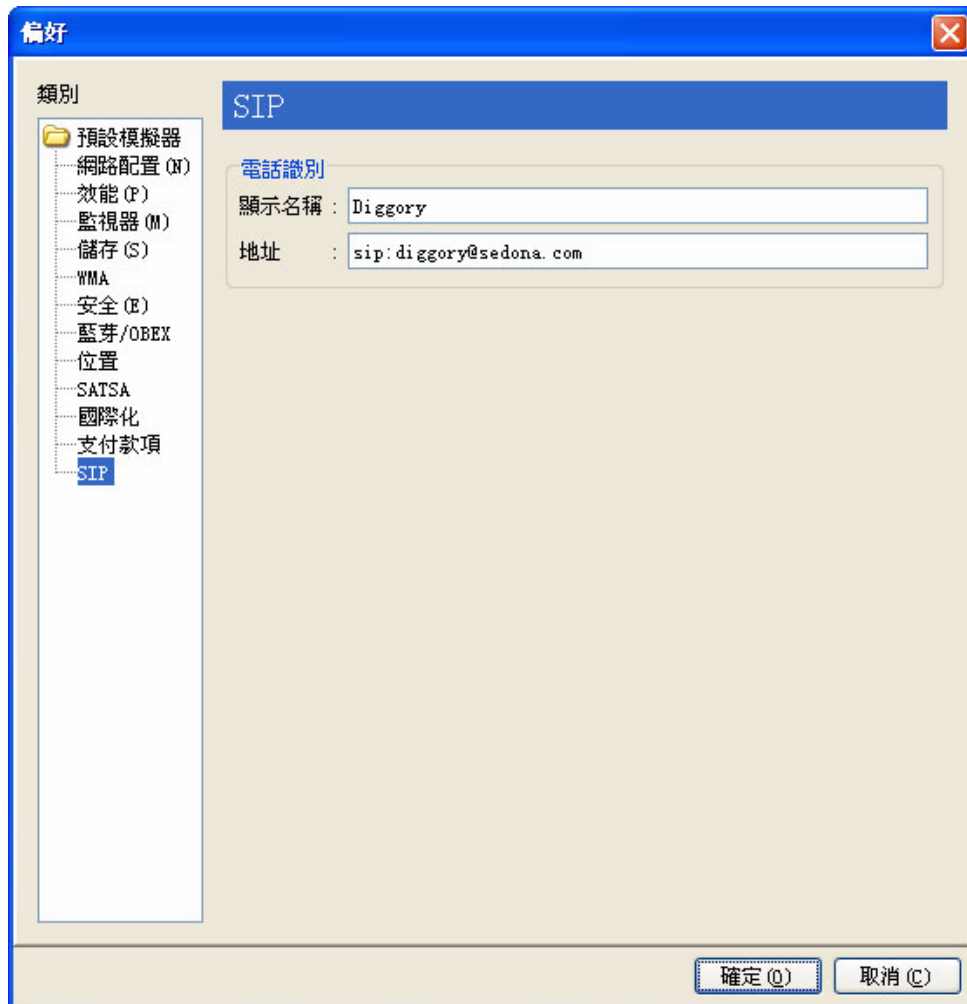 偏好
類別
預設模擬器
網路配置(N)
效能(P)
監視器(M)
儲存(S)
WMA
安全(E)
藍芽/OBEX
位置
SATSA
國際化
支付款項
SIP
SIP
電話識別
顯示名稱： Diggory
地址 ： sip:diggory@sedona.com
確定(O) 取消(C)